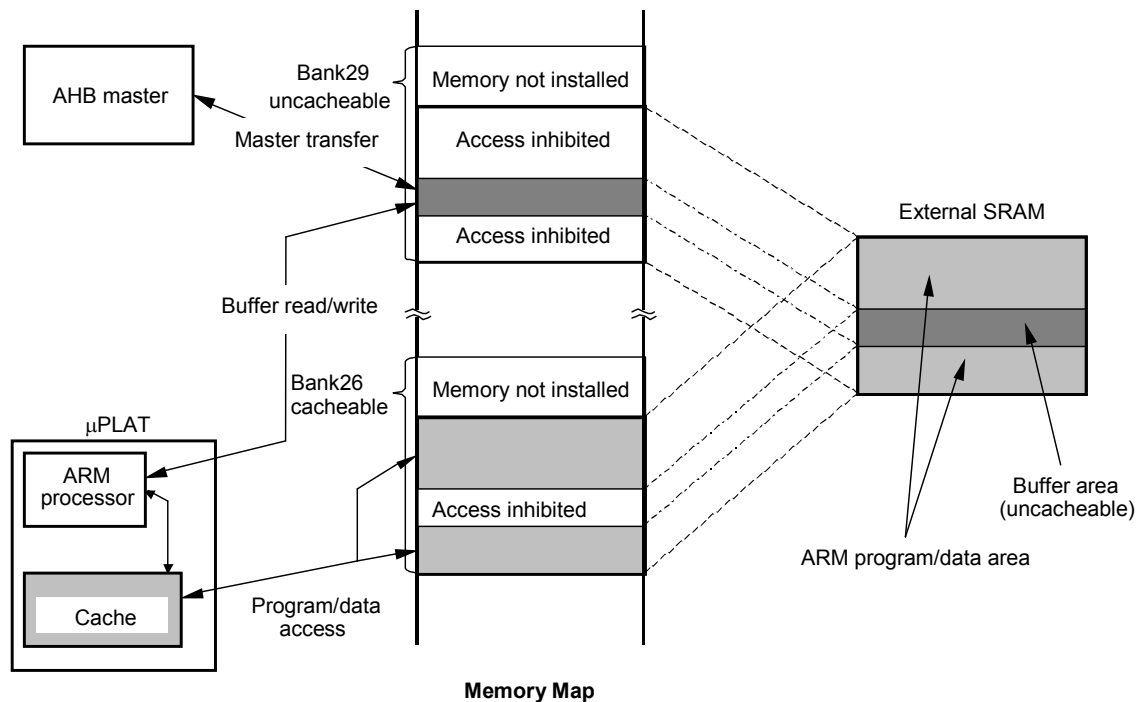 AHB master
Bank29
uncacheable
Memory not installed
Master transfer
Access inhibited
Access inhibited
External SRAM
Buffer read/write
Bank26
cacheable
Memory not installed
μPLAT
ARM
processor
Access inhibited
Buffer area
(uncacheable)
ARM program/data area
Cache
Program/data
access
Memory Map